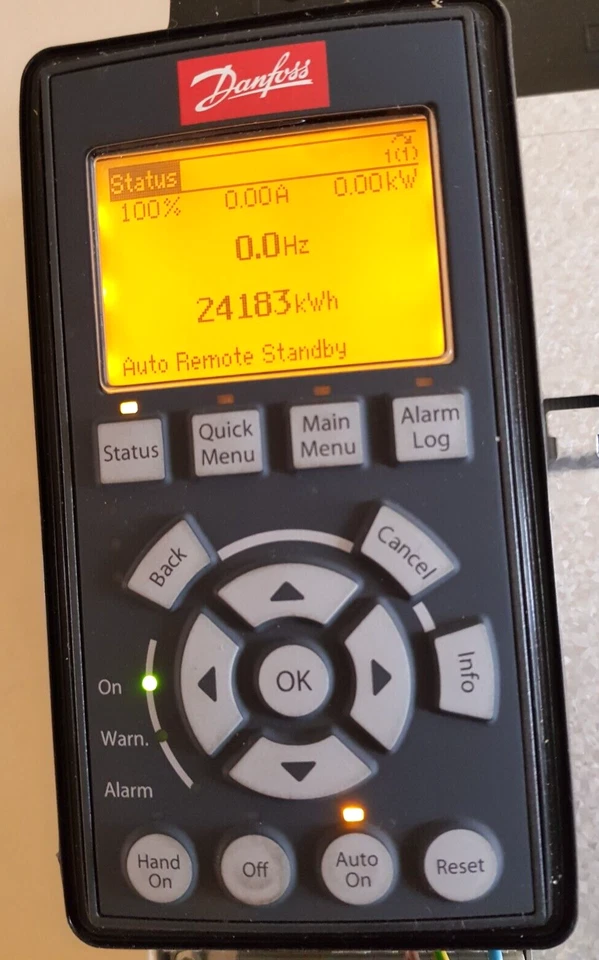 Danfoss
1(1)
Status
100% 0.00A 0.00kW
0.0Hz
24183kWh
Auto Remote Standby
Status
Quick
Menu
Main
Menu
Alarm
Log
Back
Cancel
OK
Info
On
Warn.
Alarm
Hand
On
Off
Auto
On
Reset